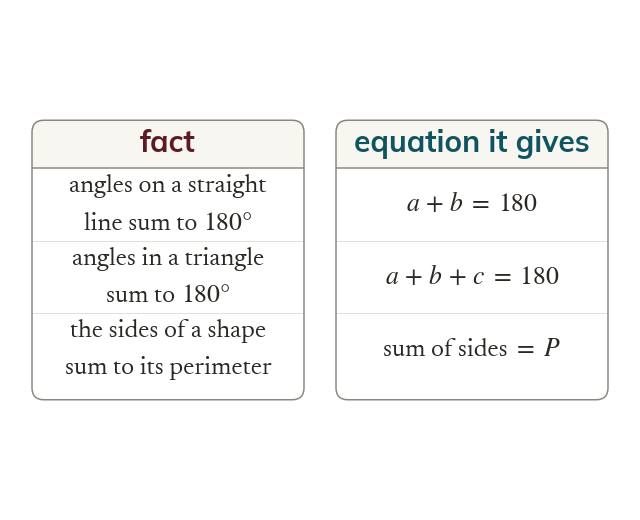 fact
angles on a straight
line sum to 180°
angles in a triangle
sum to 180°
the sides of a shape
sum to its perimeter
equation it gives
a + b = 180
a + b + c = 180
sum of sides = P